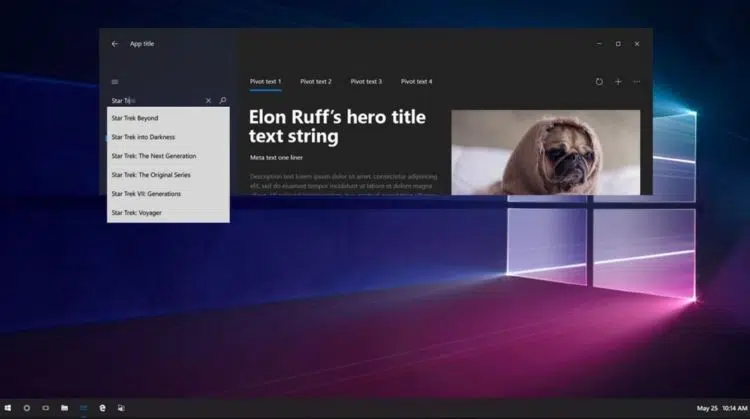 App title
Pivot text 1
Pivot text 2
Pivot text 3
Pivot text 4
Star Trek
Star Trek Beyond
Star Trek into Darkness
Star Trek: The Next Generation
Star Trek: The Original Series
Star Trek VII: Generations
Star Trek: Voyager
Elon Ruff's hero title
text string
Meta text one liner
Description text lorem ipsum dolor sit amet, consectetur adipiscing
elit, sed do eiusmod tempor incididunt ut labore et dolore magna
May 25
10:14 AM